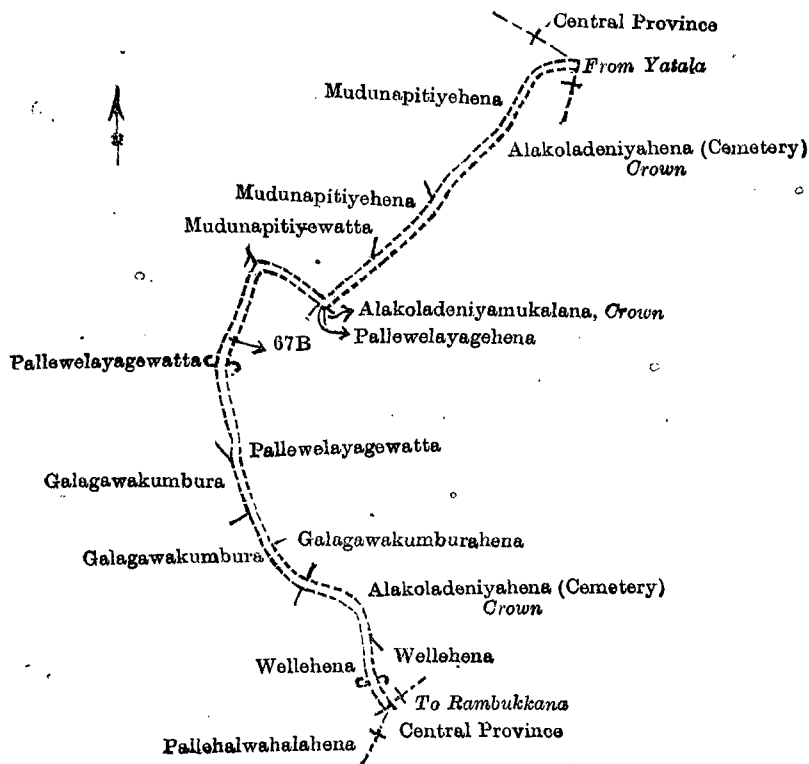 Central Province
From Yatala
Mudunapitiyehena
Alakoladeniyahena (Cemetery)
Crown
Mudunapitiyehena
Mudunapitiyewatta
Alakoladeniyamukalana, Crown
Pallewelayagehena
67B
Pallewelayagewatta
Pallewelayagewatta
Galagawakumbura
Galagawakumburahena
Galagawakumbura
Alakoladeniyahena (Cemetery)
Crown
Wellehena
Wellehena
To Rambukkana
Central Province
Pallehalwahalahena